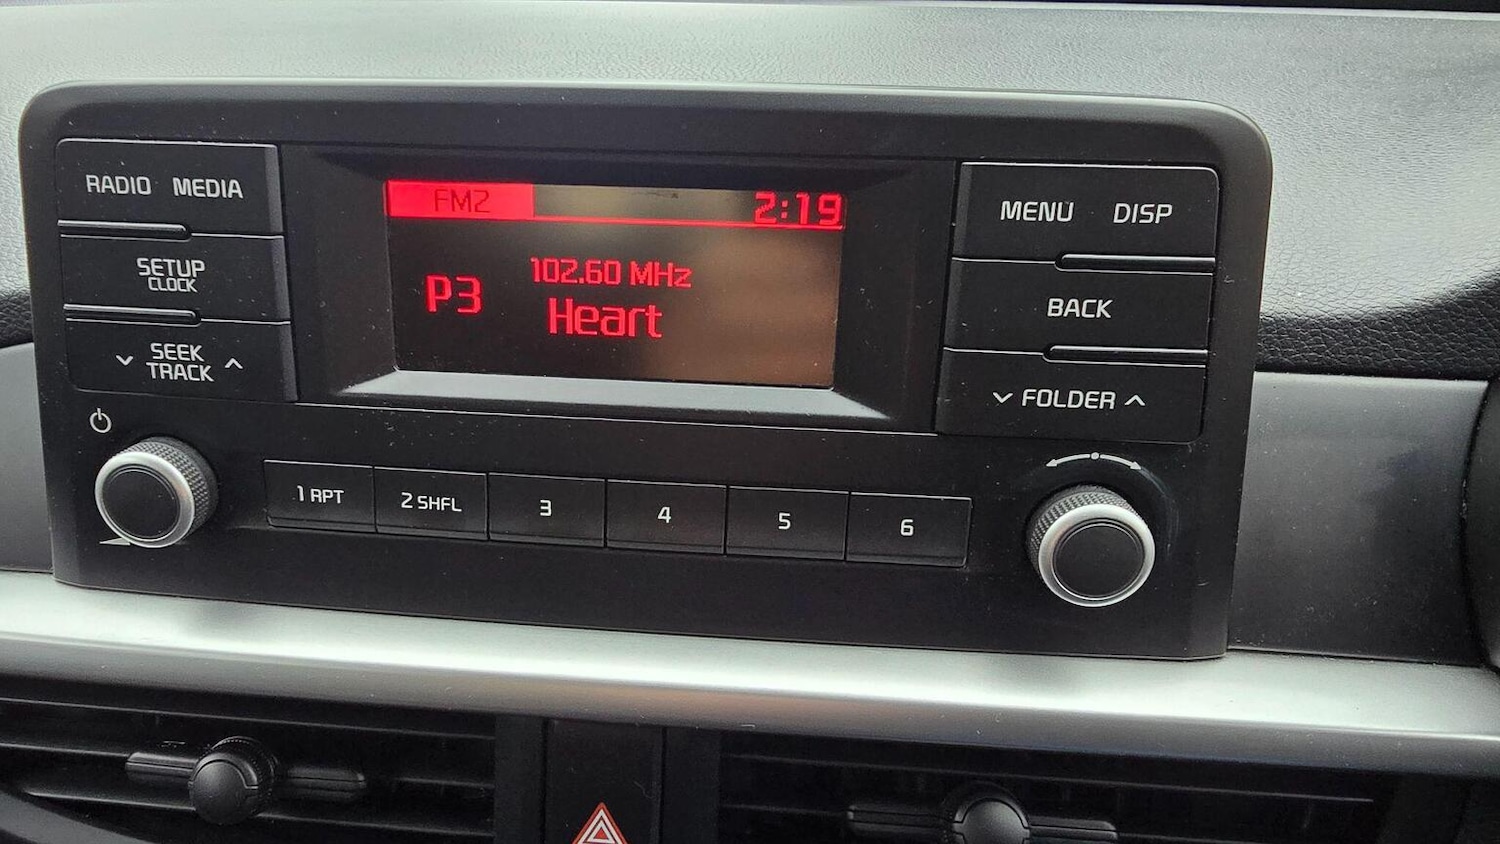 RADIO MEDIA
SETUP
CLOCK
SEEK
TRACK
FM2 2:19
102.60 MHz
P3
Heart
MENU DISP
BACK
FOLDER
1 RPT 2 SHFL 3 4 5 6